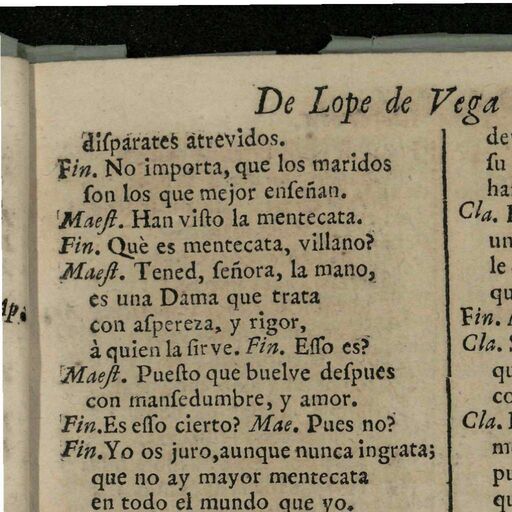 De Lope de Vega
disparates atrevidos.
Fin. No importa, que los maridos
ſon los que mejor enſeñan.
Maeſt. Han viſto la mentecata.
Fin. Què es mentecata, villano?
Maeſt. Tened, ſeñora, la mano,
es una Dama que trata
con aſpereza, y rigor,
à quien la ſirve. Fin. Eſſo es?
Maeſt. Pueſto que buelve deſpues
con manſedumbre, y amor.
Fin.Es eſſo cierto? Mae. Pues no?
Fin.Yo os juro,aunque nunca ingrata;
que no ay mayor mentecata
en todo el mundo que yo.
Ap.
de
ſu
ha
Cla.
un
le
qu
Fin.
Cla.
qu
co
Cla.
m
pu
qu